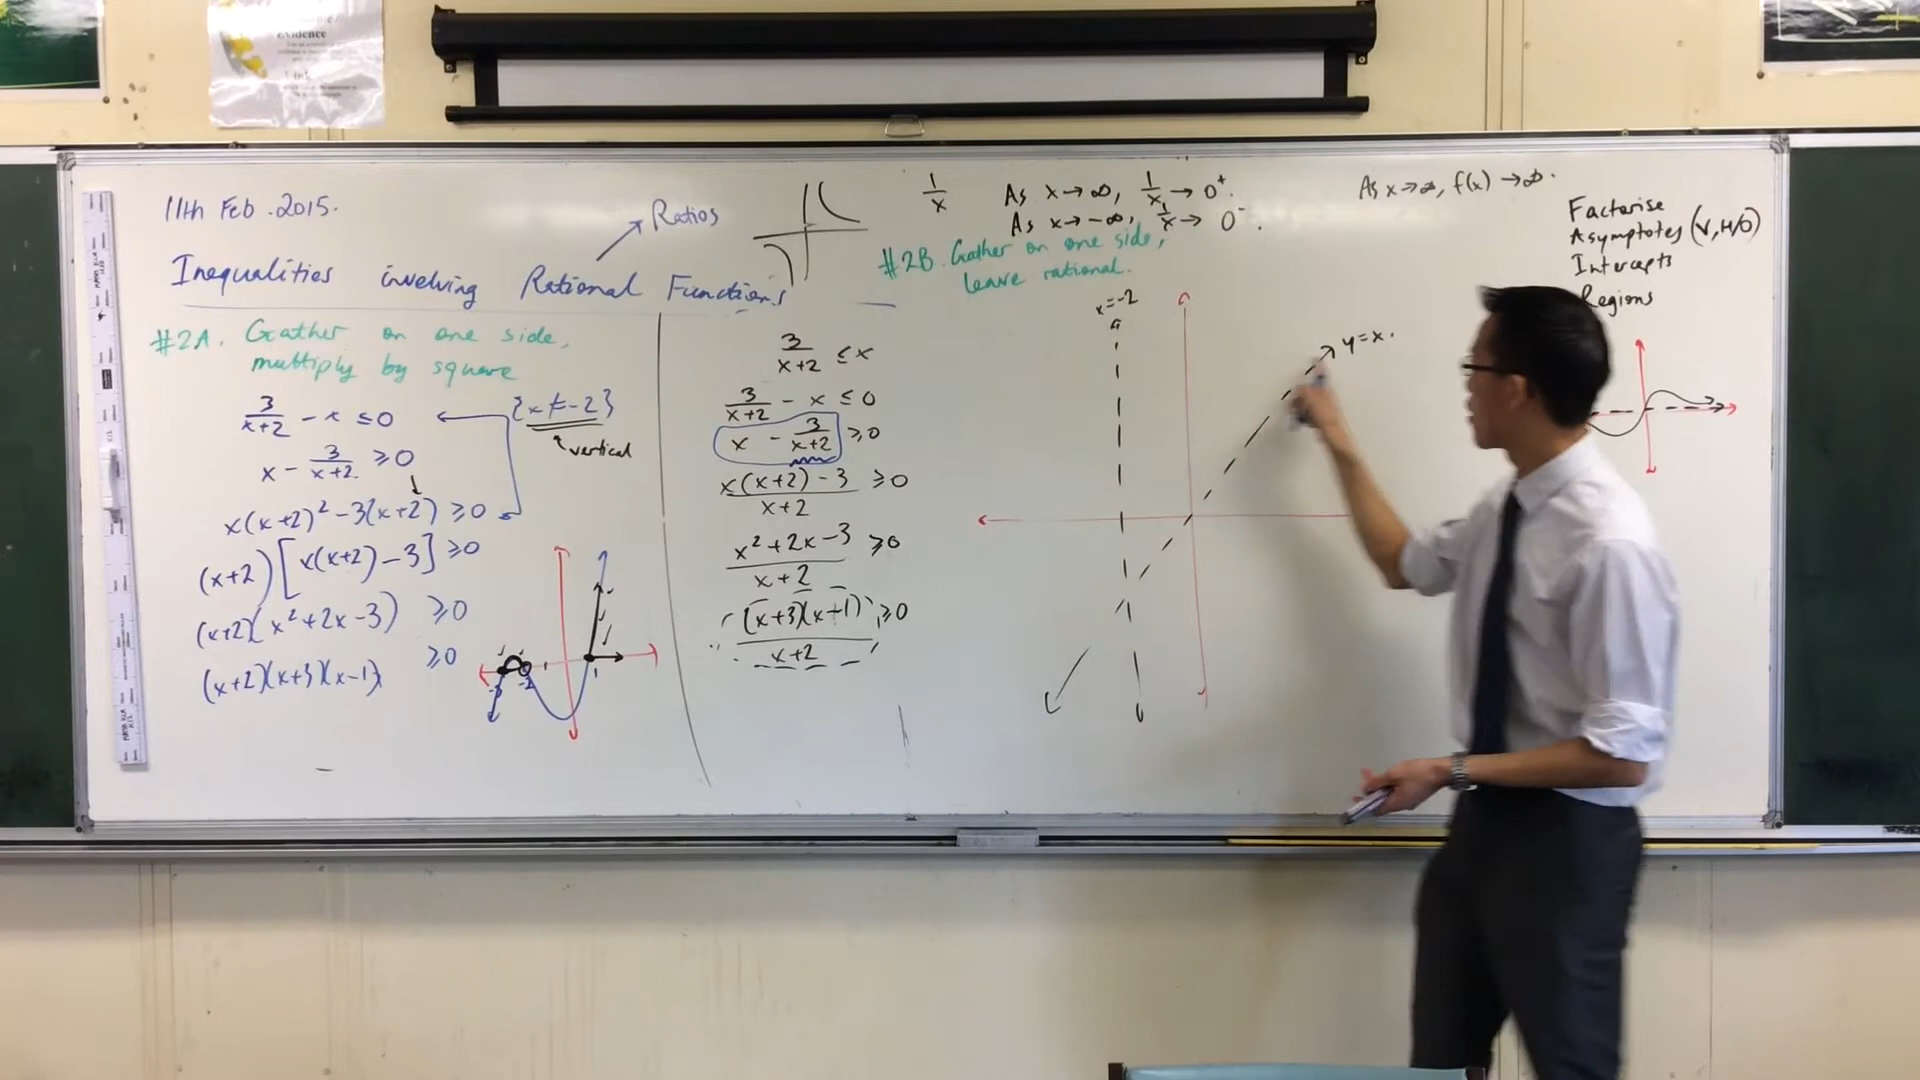 evidence
11th Feb. 2015.
Ratios
Inequalities involving Rational Functions
#2A. Gather on one side,
multiply by square
3/(x+2) - x ≤ 0
{x ≠ -2}
vertical
x - 3/(x+2) ≥ 0
x(x+2)² - 3(x+2) ≥ 0
(x+2)[x(x+2) - 3] ≥ 0
(x+2)(x² + 2x - 3) ≥ 0
(x+2)(x+3)(x-1) ≥ 0
-3 -2 1
3/(x+2) ≤ x
3/(x+2) - x ≤ 0
x - 3/(x+2) ≥ 0
(x(x+2) - 3)/(x+2) ≥ 0
(x² + 2x - 3)/(x+2) ≥ 0
((x+3)(x-1))/(x+2) ≥ 0
1/x As x → ∞, 1/x → 0⁺.
As x → -∞, 1/x → 0⁻.
#2B. Gather on one side,
leave rational.
x = -2
y = x.
As x → ∞, f(x) → ∞.
Factorise
Asymptotes (V, H/O)
Intercepts
Regions